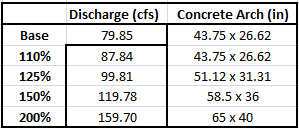 Discharge (cfs) Concrete Arch (in)
Base 79.85 43.75 x 26.62
110% 87.84 43.75 x 26.62
125% 99.81 51.12 x 31.31
150% 119.78 58.5 x 36
200% 159.70 65 x 40